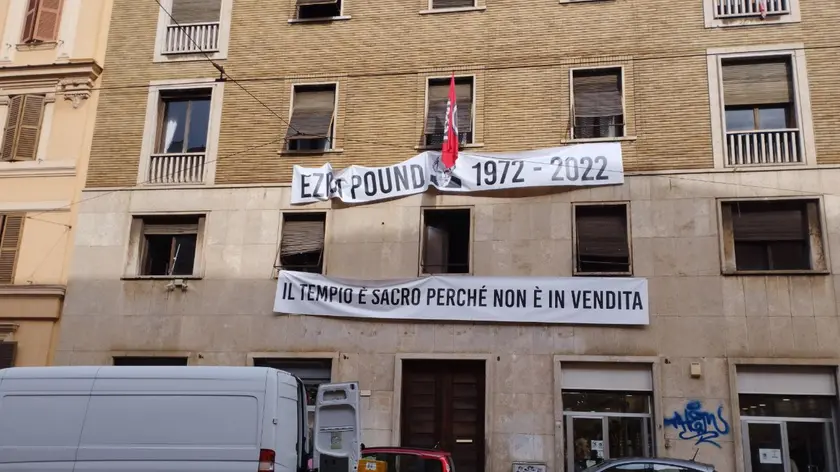 EZRA POUND 1972 - 2022
IL TEMPIO È SACRO PERCHÉ NON È IN VENDITA